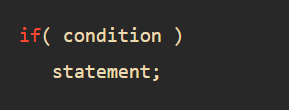 if( condition )
statement;